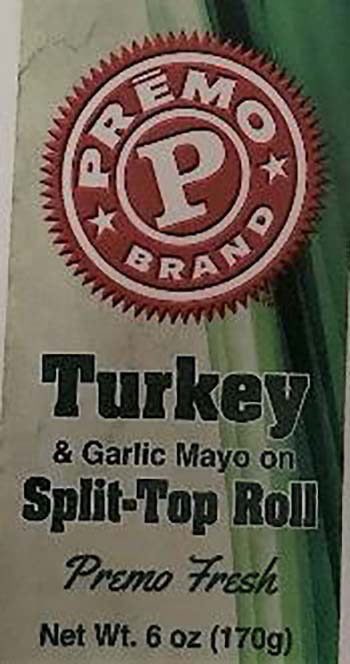 PRĒMO
P
BRAND
Turkey
& Garlic Mayo on
Split-Top Roll
Premo Fresh
Net Wt. 6 oz (170g)